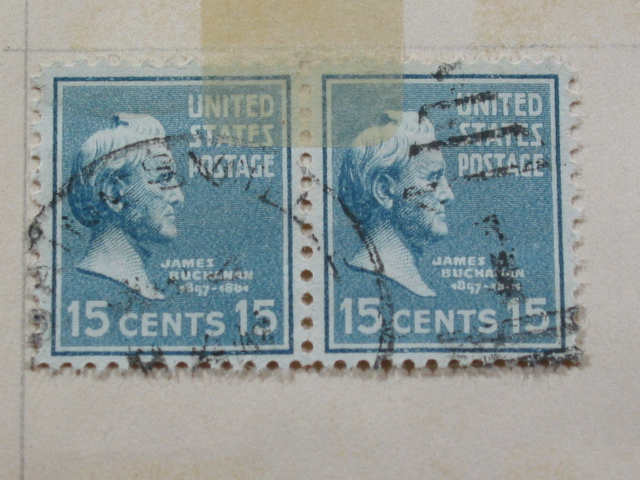 UNITED
STATES
POSTAGE
JAMES
BUCHANAN
1857-1861
15 CENTS 15
UNITED
STATES
POSTAGE
JAMES
BUCHANAN
1857-1861
15 CENTS 15